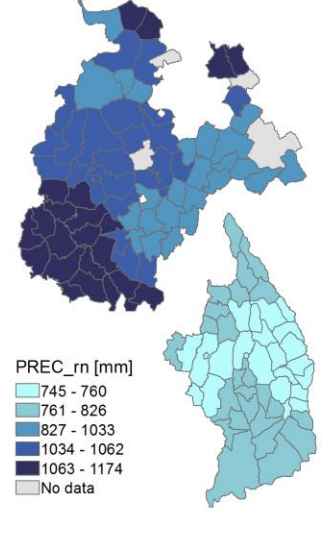 PREC_rn [mm]
745 - 760
761 - 826
827 - 1033
1034 - 1062
1063 - 1174
No data